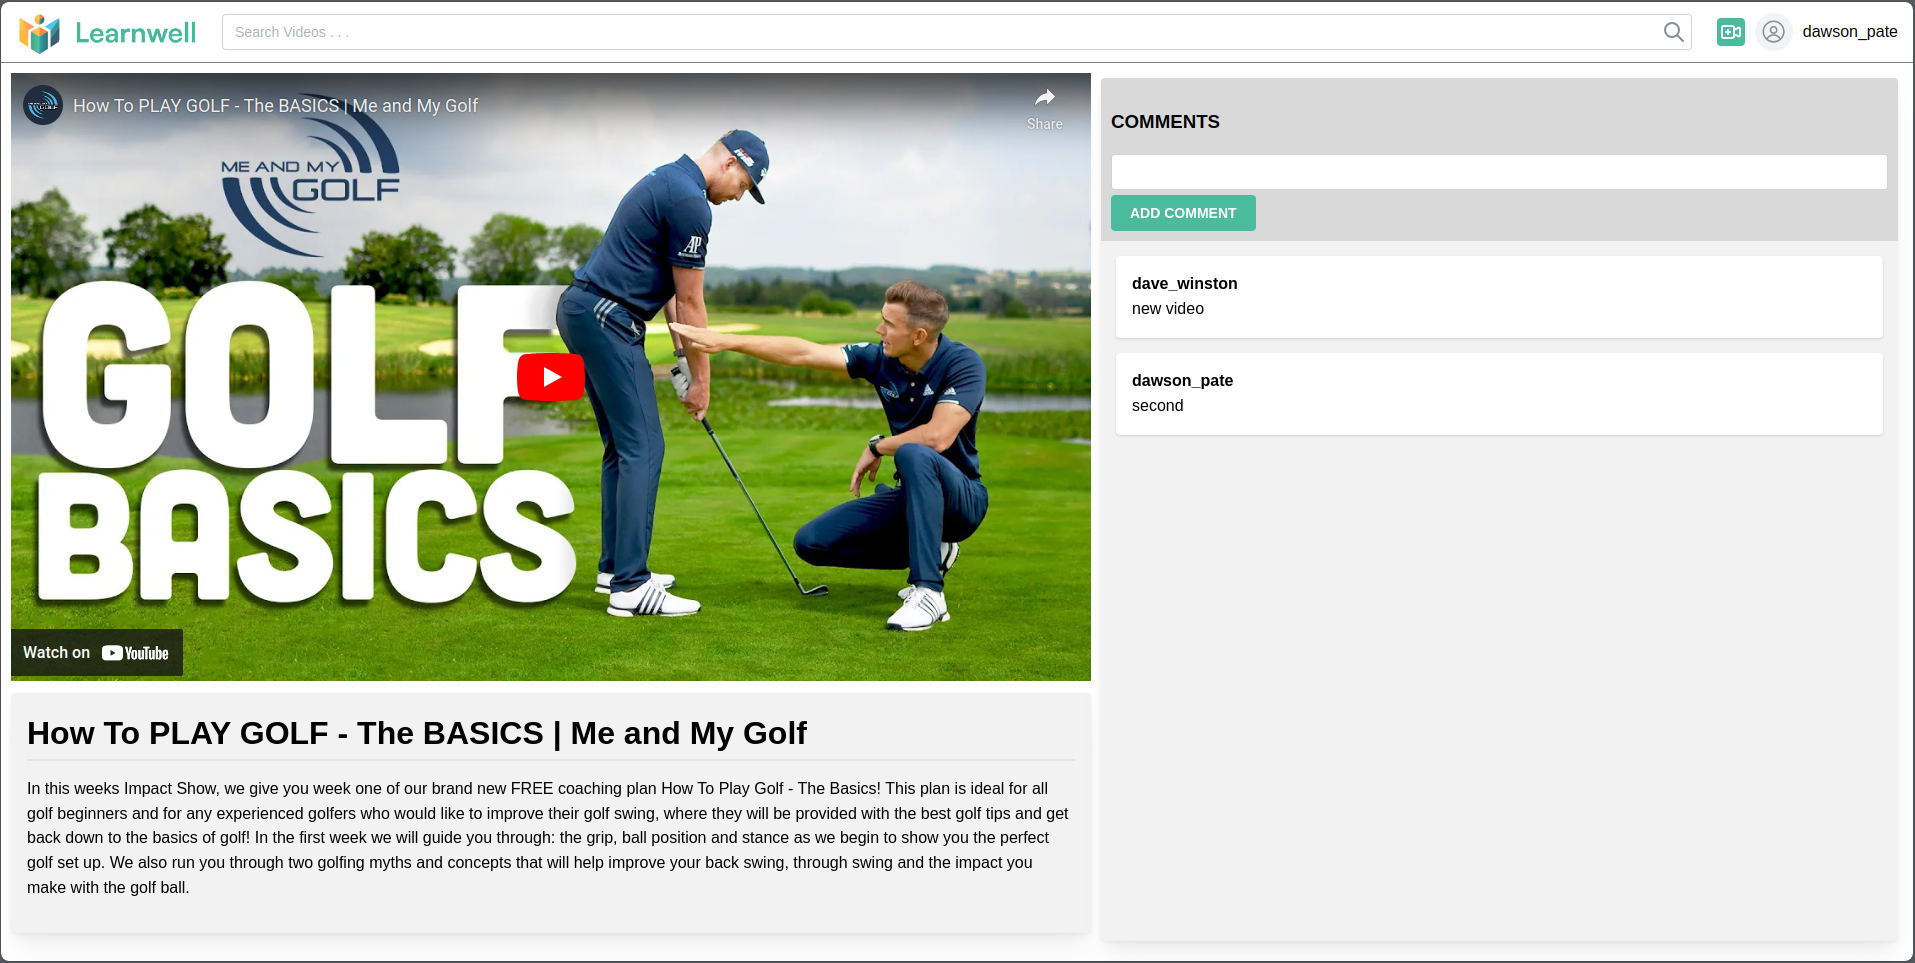 Learnwell
Search Videos . . .
dawson_pate
How To PLAY GOLF - The BASICS | Me and My Golf
Share
ME AND MY
GOLF
AP
GOLF
BASICS
Watch on YouTube
How To PLAY GOLF - The BASICS | Me and My Golf
In this weeks Impact Show, we give you week one of our brand new FREE coaching plan How To Play Golf - The Basics! This plan is ideal for all
golf beginners and for any experienced golfers who would like to improve their golf swing, where they will be provided with the best golf tips and get
back down to the basics of golf! In the first week we will guide you through: the grip, ball position and stance as we begin to show you the perfect
golf set up. We also run you through two golfing myths and concepts that will help improve your back swing, through swing and the impact you
make with the golf ball.
COMMENTS
ADD COMMENT
dave_winston
new video
dawson_pate
second